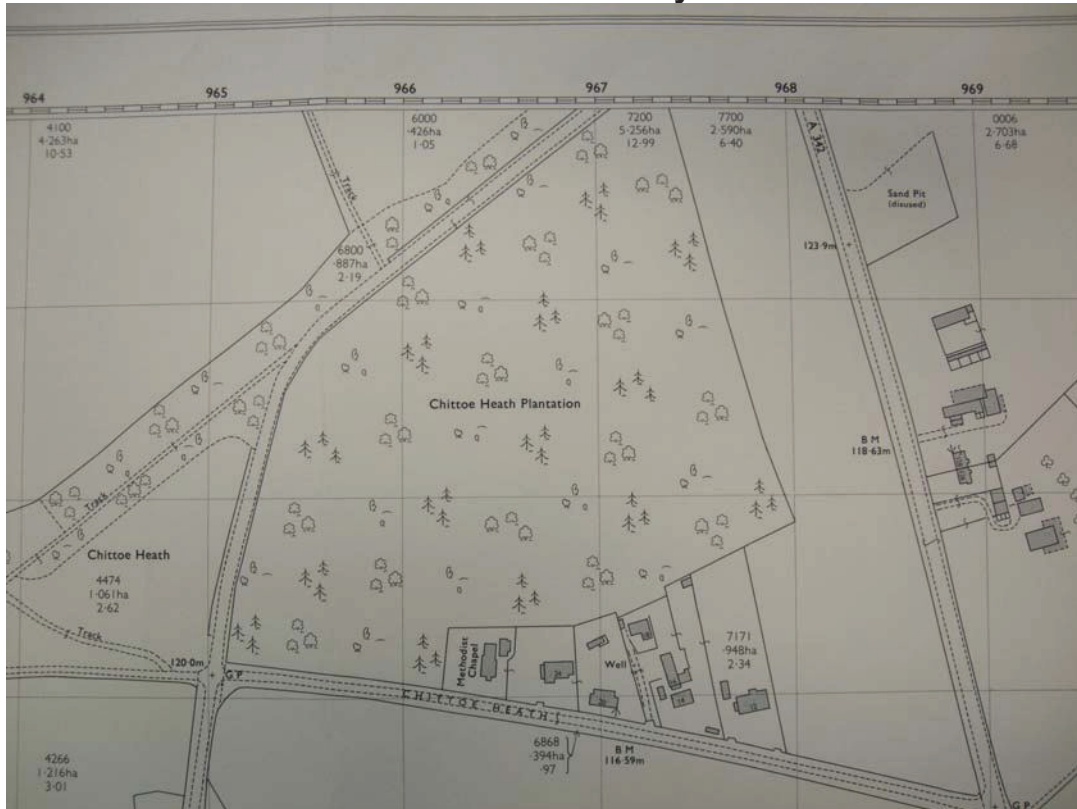 964
965
966
967
968
969
4100
4·263ha
10·53
6000
·426ha
1·05
7200
5·256ha
12·99
7700
2·590ha
6·40
A 342
0006
2·703ha
6·68
Track
Sand Pit
(disused)
123·9m
6800
·887ha
2·19
Chittoe Heath Plantation
B M
118·63m
Track
Chittoe Heath
4474
1·061ha
2·62
Track
120·0m
G P
Methodist
Chapel
Well
7171
·948ha
2·34
CHITTOE HEATH
6868
·394ha
·97
B M
116·59m
4266
1·216ha
3·01
G P